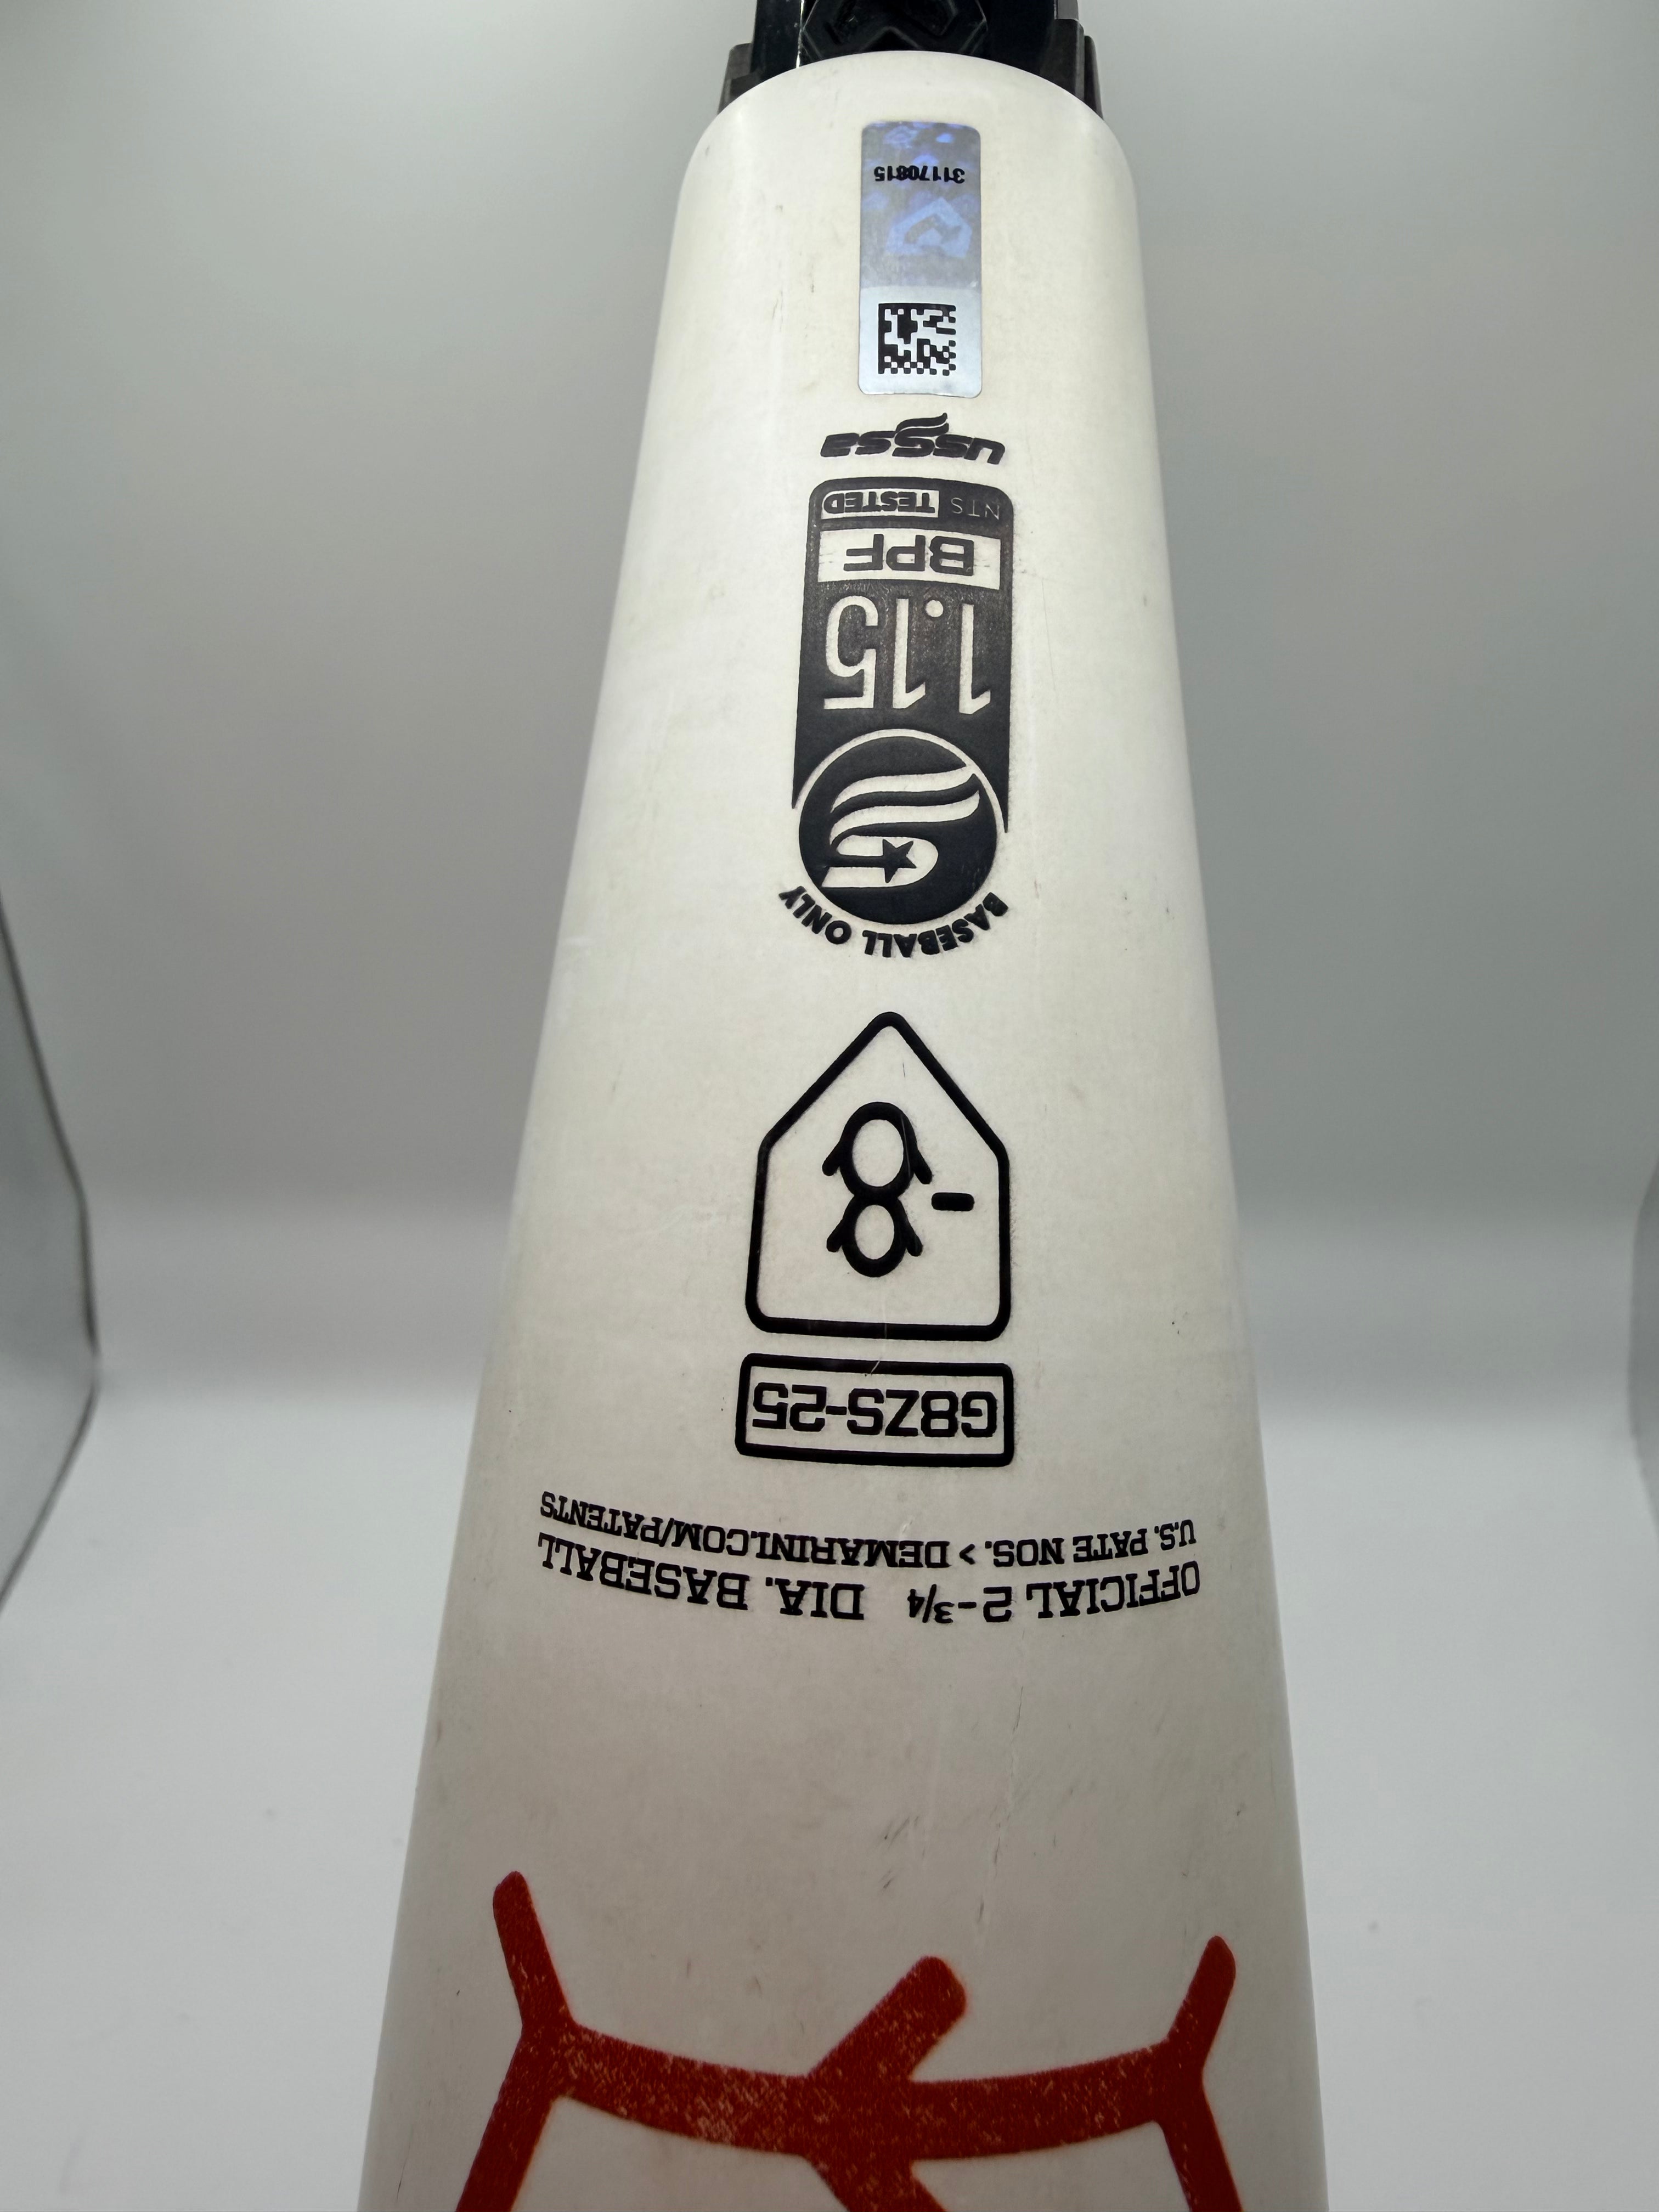 OFFICIAL 2-3/4 DIA. BASEBALL
U.S. PATE NOS. > DEMARINI.COM/PATENTS
G8ZS-25
-8
BASEBALL ONLY
1.15
BPF
NTS TESTED
usssa
31170815